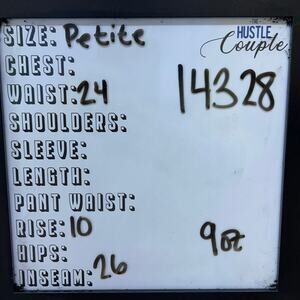 SIZE: Petite
THE HUSTLE
Couple
CHEST:
WAIST: 24
14328
SHOULDERS:
SLEEVE:
LENGTH:
PANT WAIST:
RISE: 10
9oz
HIPS:
INSEAM: 26